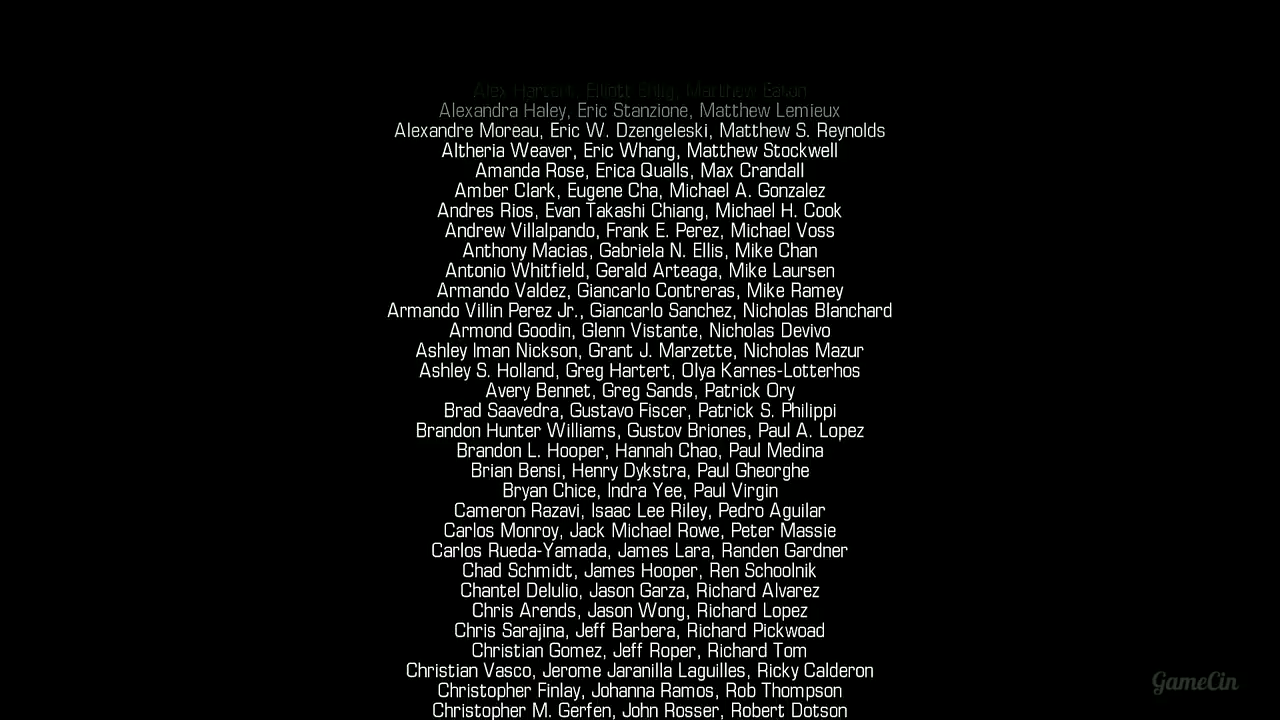 Alexandra Haley, Eric Stanzione, Matthew Lemieux
Alexandre Moreau, Eric W. Dzengeleski, Matthew S. Reynolds
Altheria Weaver, Eric Whang, Matthew Stockwell
Amanda Rose, Erica Qualls, Max Crandall
Amber Clark, Eugene Cha, Michael A. Gonzalez
Andres Rios, Evan Takashi Chiang, Michael H. Cook
Andrew Villalpando, Frank E. Perez, Michael Voss
Anthony Macias, Gabriela N. Ellis, Mike Chan
Antonio Whitfield, Gerald Arteaga, Mike Laursen
Armando Valdez, Giancarlo Contreras, Mike Ramey
Armando Villin Perez Jr., Giancarlo Sanchez, Nicholas Blanchard
Armond Goodin, Glenn Vistante, Nicholas Devivo
Ashley Iman Nickson, Grant J. Marzette, Nicholas Mazur
Ashley S. Holland, Greg Hartert, Olya Karnes-Lotterhos
Avery Bennet, Greg Sands, Patrick Ory
Brad Saavedra, Gustavo Fiscer, Patrick S. Philippi
Brandon Hunter Williams, Gustov Briones, Paul A. Lopez
Brandon L. Hooper, Hannah Chao, Paul Medina
Brian Bensi, Henry Dykstra, Paul Gheorghe
Bryan Chice, Indra Yee, Paul Virgin
Cameron Razavi, Isaac Lee Riley, Pedro Aguilar
Carlos Monroy, Jack Michael Rowe, Peter Massie
Carlos Rueda-Yamada, James Lara, Randen Gardner
Chad Schmidt, James Hooper, Ren Schoolnik
Chantel Delulio, Jason Garza, Richard Alvarez
Chris Arends, Jason Wong, Richard Lopez
Chris Sarajina, Jeff Barbera, Richard Pickwoad
Christian Gomez, Jeff Roper, Richard Tom
Christian Vasco, Jerome Jaranilla Laguilles, Ricky Calderon
Christopher Finlay, Johanna Ramos, Rob Thompson
Christopher M. Gerfen, John Rosser, Robert Dotson
GameCin